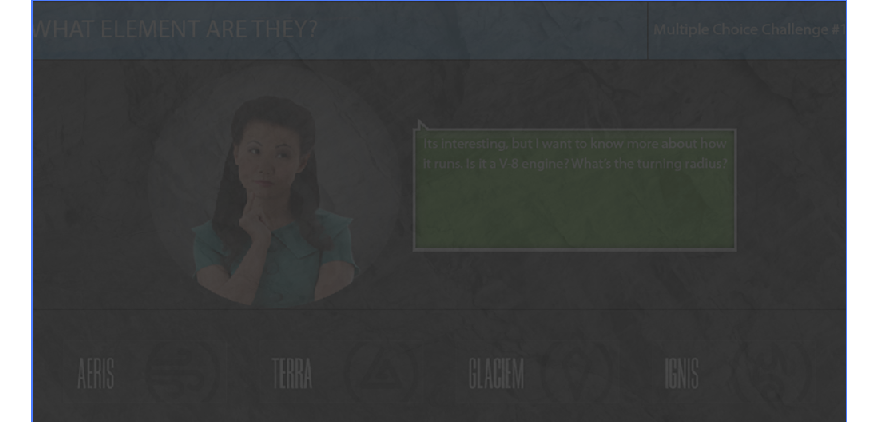 WHAT ELEMENT ARE THEY?
Multiple Choice Challenge #1
Its interesting, but I want to know more about how
it runs. Is it a V-8 engine? What's the turning radius?
AERIS
TERRA
GLACIEM
IGNIS